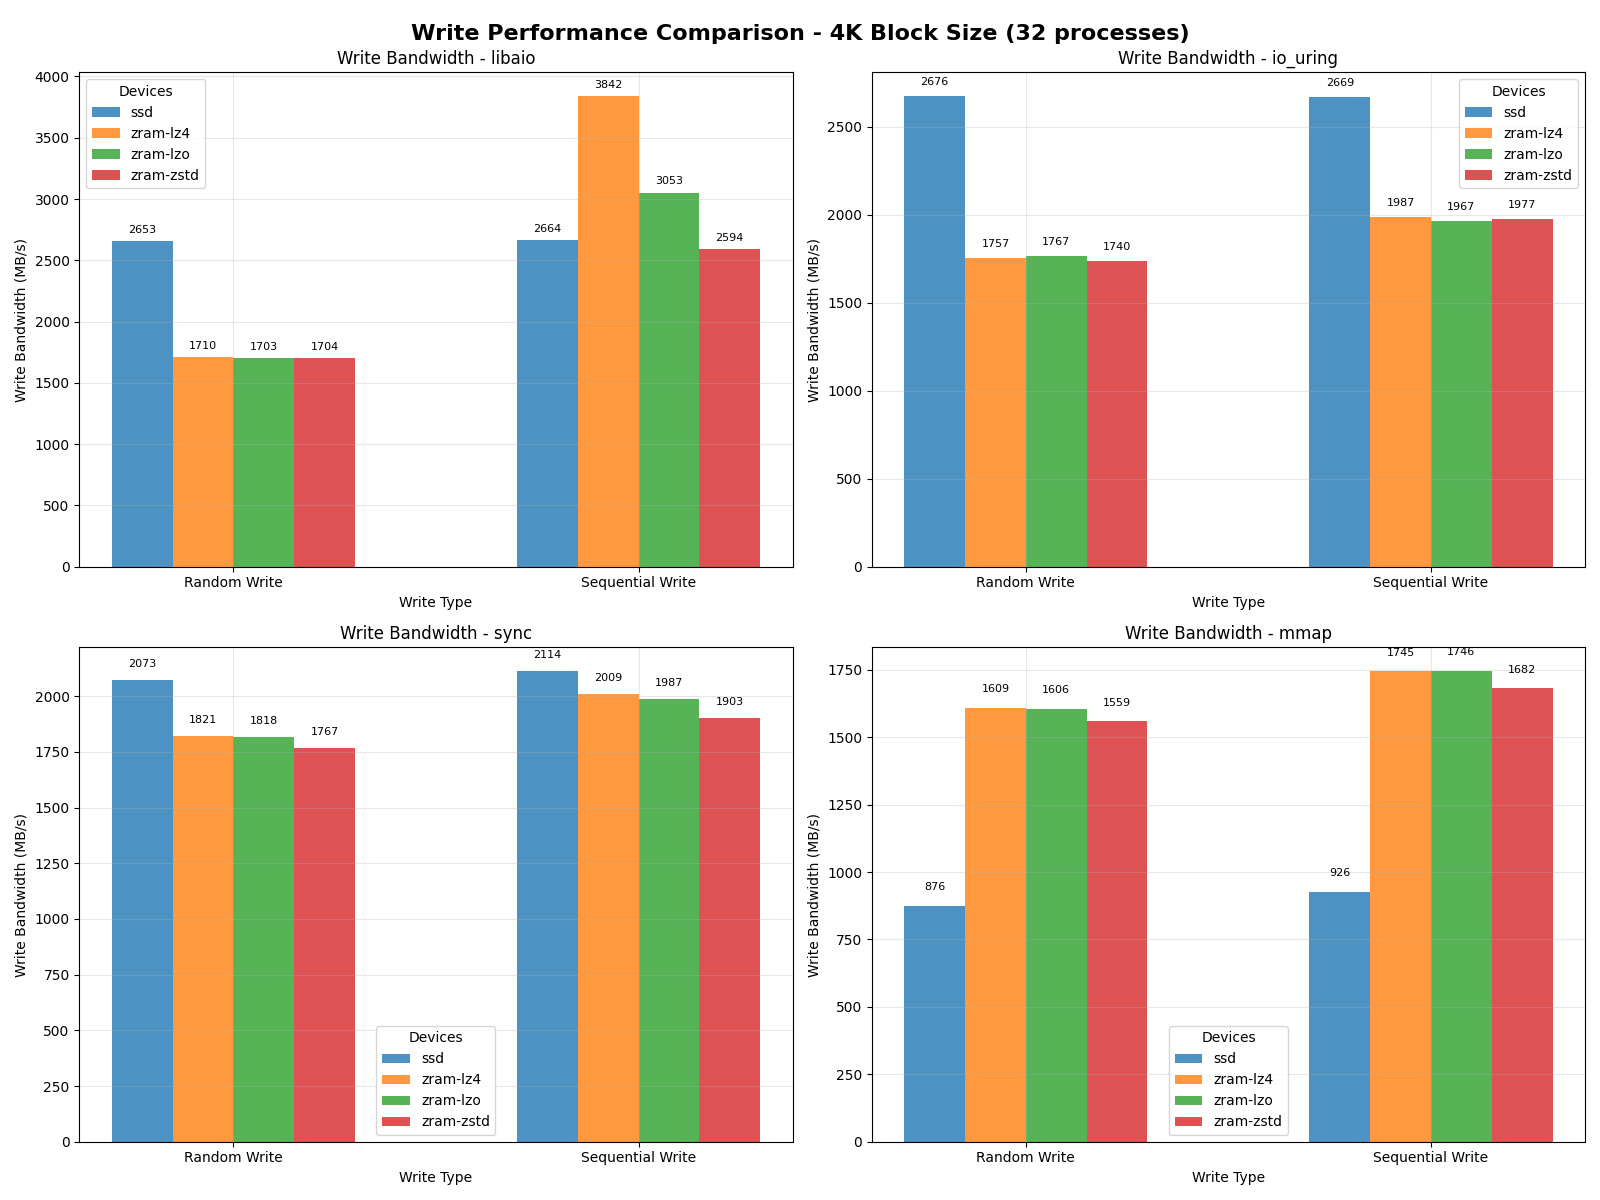 Write Performance Comparison - 4K Block Size (32 processes)
Write Bandwidth - libaio
Write Bandwidth (MB/s)
4000
3500
3000
2500
2000
1500
1000
500
0
Devices
ssd
zram-lz4
zram-lzo
zram-zstd
2653
1710
1703
1704
2664
3842
3053
2594
Random Write
Sequential Write
Write Type
Write Bandwidth - io_uring
Write Bandwidth (MB/s)
2500
2000
1500
1000
500
0
Devices
ssd
zram-lz4
zram-lzo
zram-zstd
2676
1757
1767
1740
2669
1987
1967
1977
Random Write
Sequential Write
Write Type
Write Bandwidth - sync
Write Bandwidth (MB/s)
2000
1750
1500
1250
1000
750
500
250
0
2073
1821
1818
1767
2114
2009
1987
1903
Devices
ssd
zram-lz4
zram-lzo
zram-zstd
Random Write
Sequential Write
Write Type
Write Bandwidth - mmap
Write Bandwidth (MB/s)
1750
1500
1250
1000
750
500
250
0
876
1609
1606
1559
926
1745
1746
1682
Devices
ssd
zram-lz4
zram-lzo
zram-zstd
Random Write
Sequential Write
Write Type